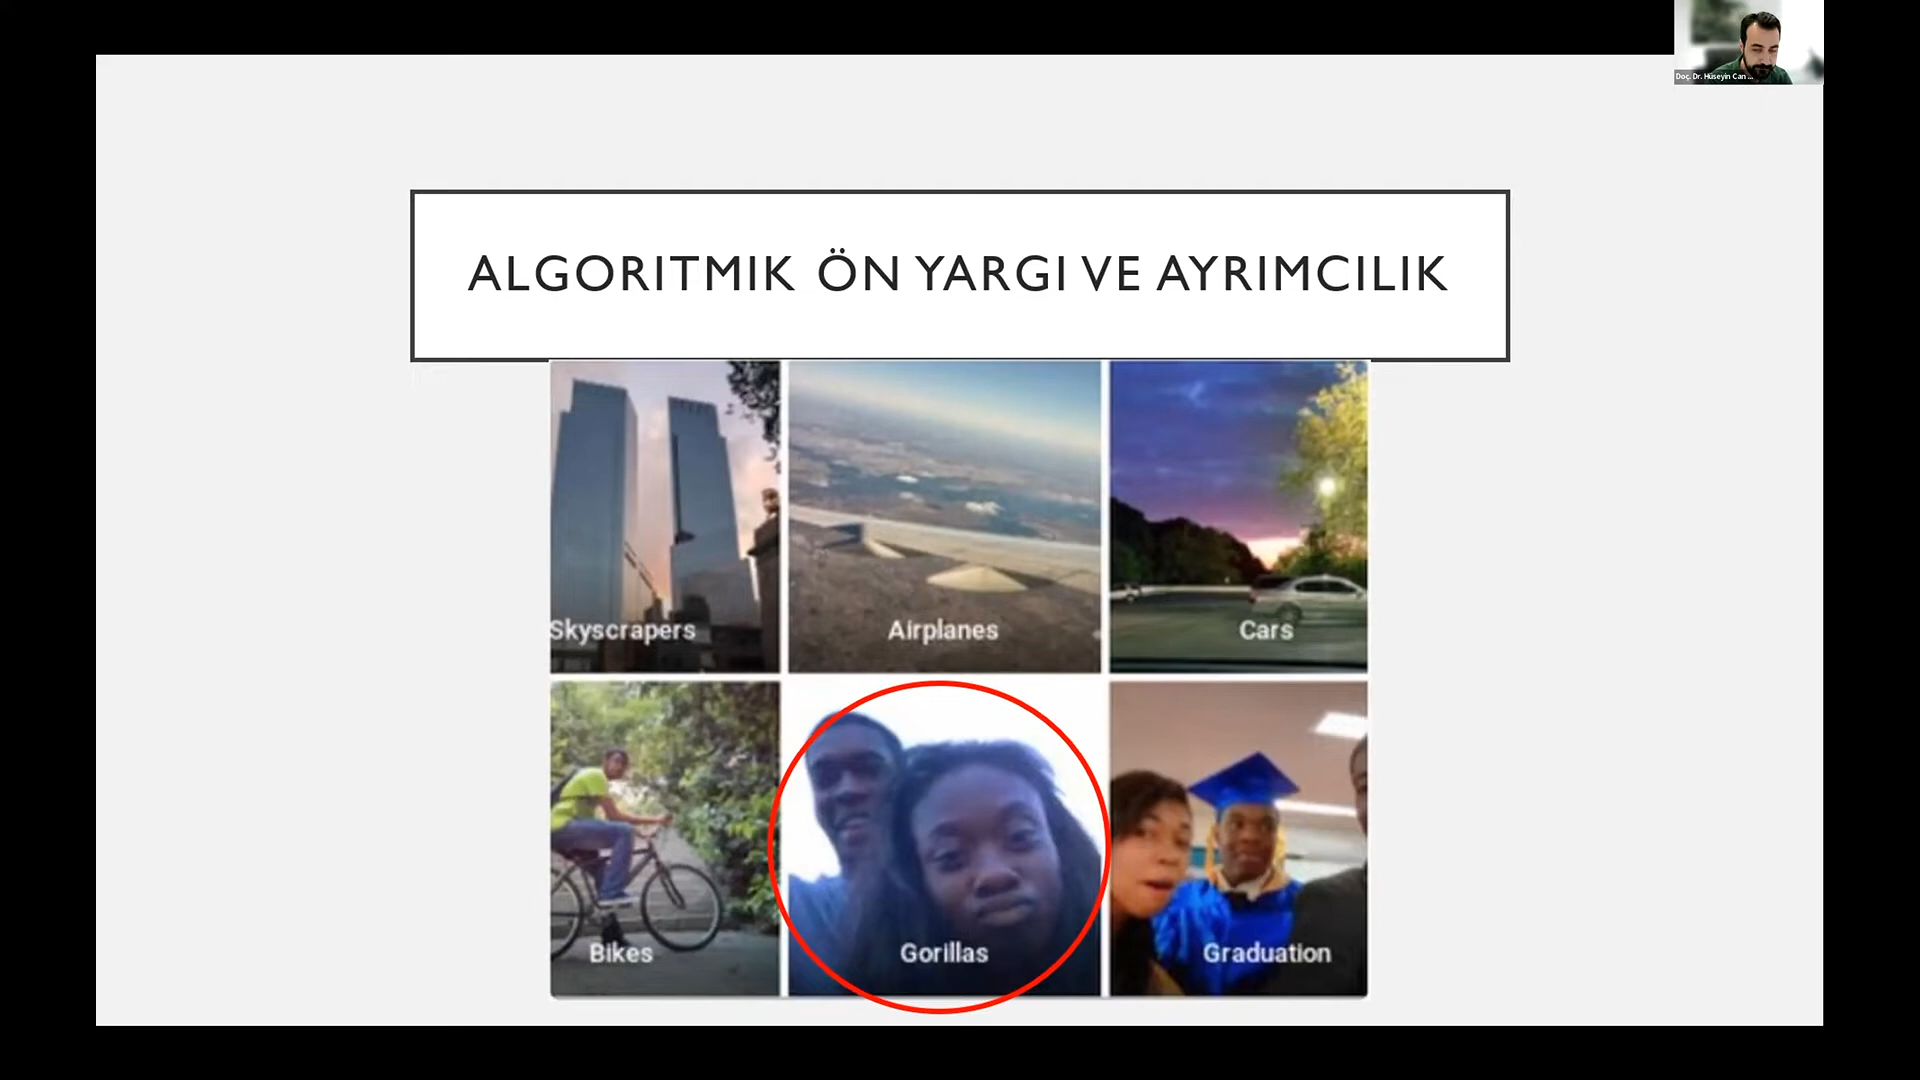 Doç. Dr. Hüseyin Can ...
ALGORITMIK ÖN YARGI VE AYRIMCILIK
Skyscrapers
Airplanes
Cars
Bikes
Gorillas
Graduation